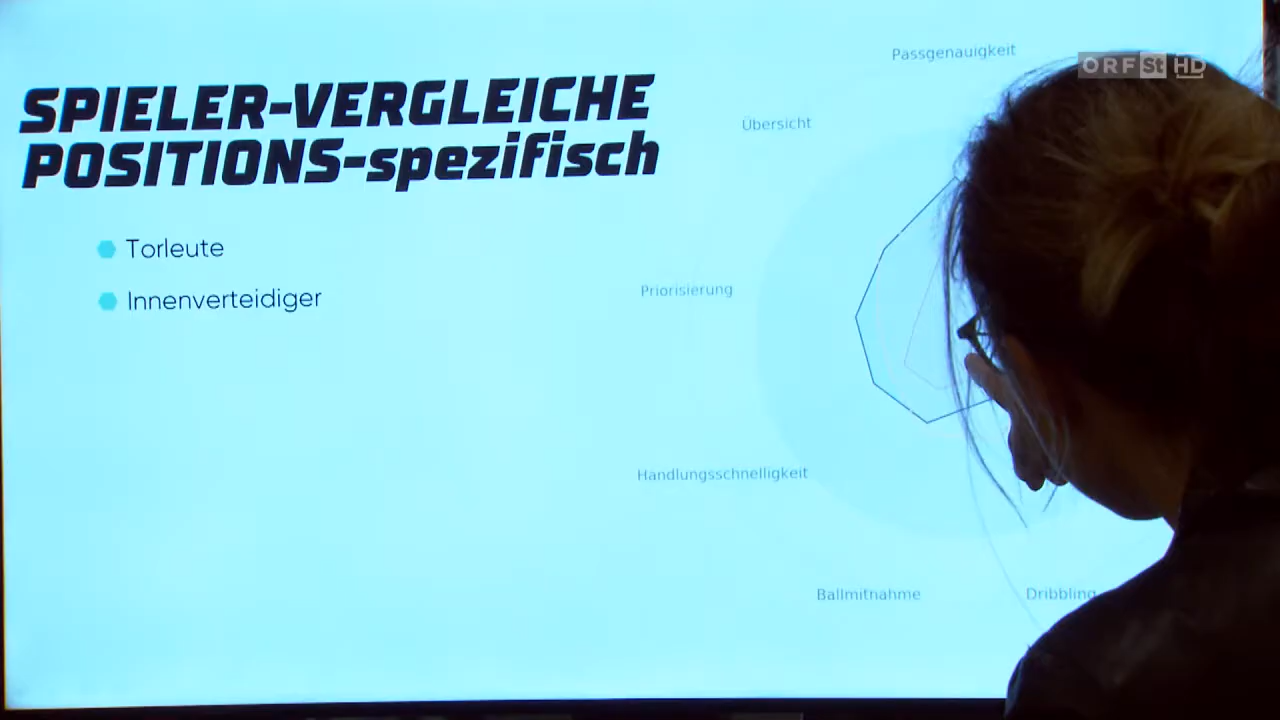 Passgenauigkeit
ORF St HD
SPIELER-VERGLEICHE
Übersicht
POSITIONS-spezifisch
Torleute
Priorisierung
Innenverteidiger
Handlungsschnelligkeit
Ballmitnahme
Dribbling